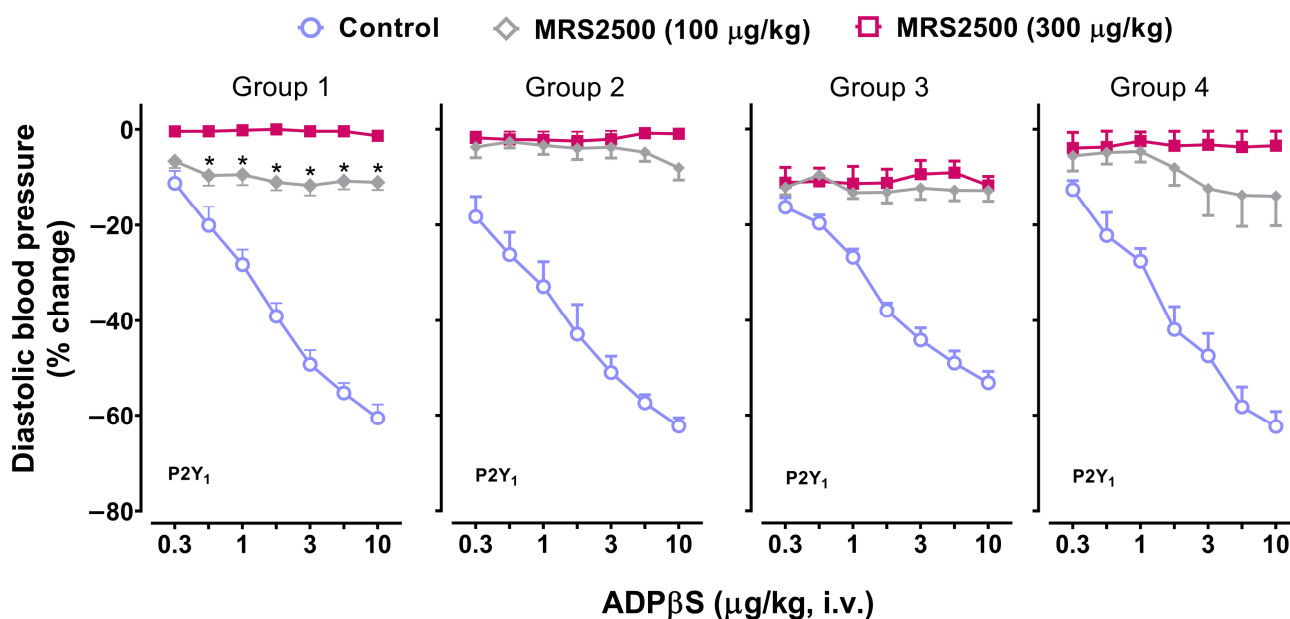 Control MRS2500 (100 μg/kg) MRS2500 (300 μg/kg)
Group 1 Group 2 Group 3 Group 4
Diastolic blood pressure
(% change)
0
−20
−40
−60
−80
* * * * * *
P2Y₁ P2Y₁ P2Y₁ P2Y₁
0.3 1 3 10 0.3 1 3 10 0.3 1 3 10 0.3 1 3 10
ADPβS (μg/kg, i.v.)